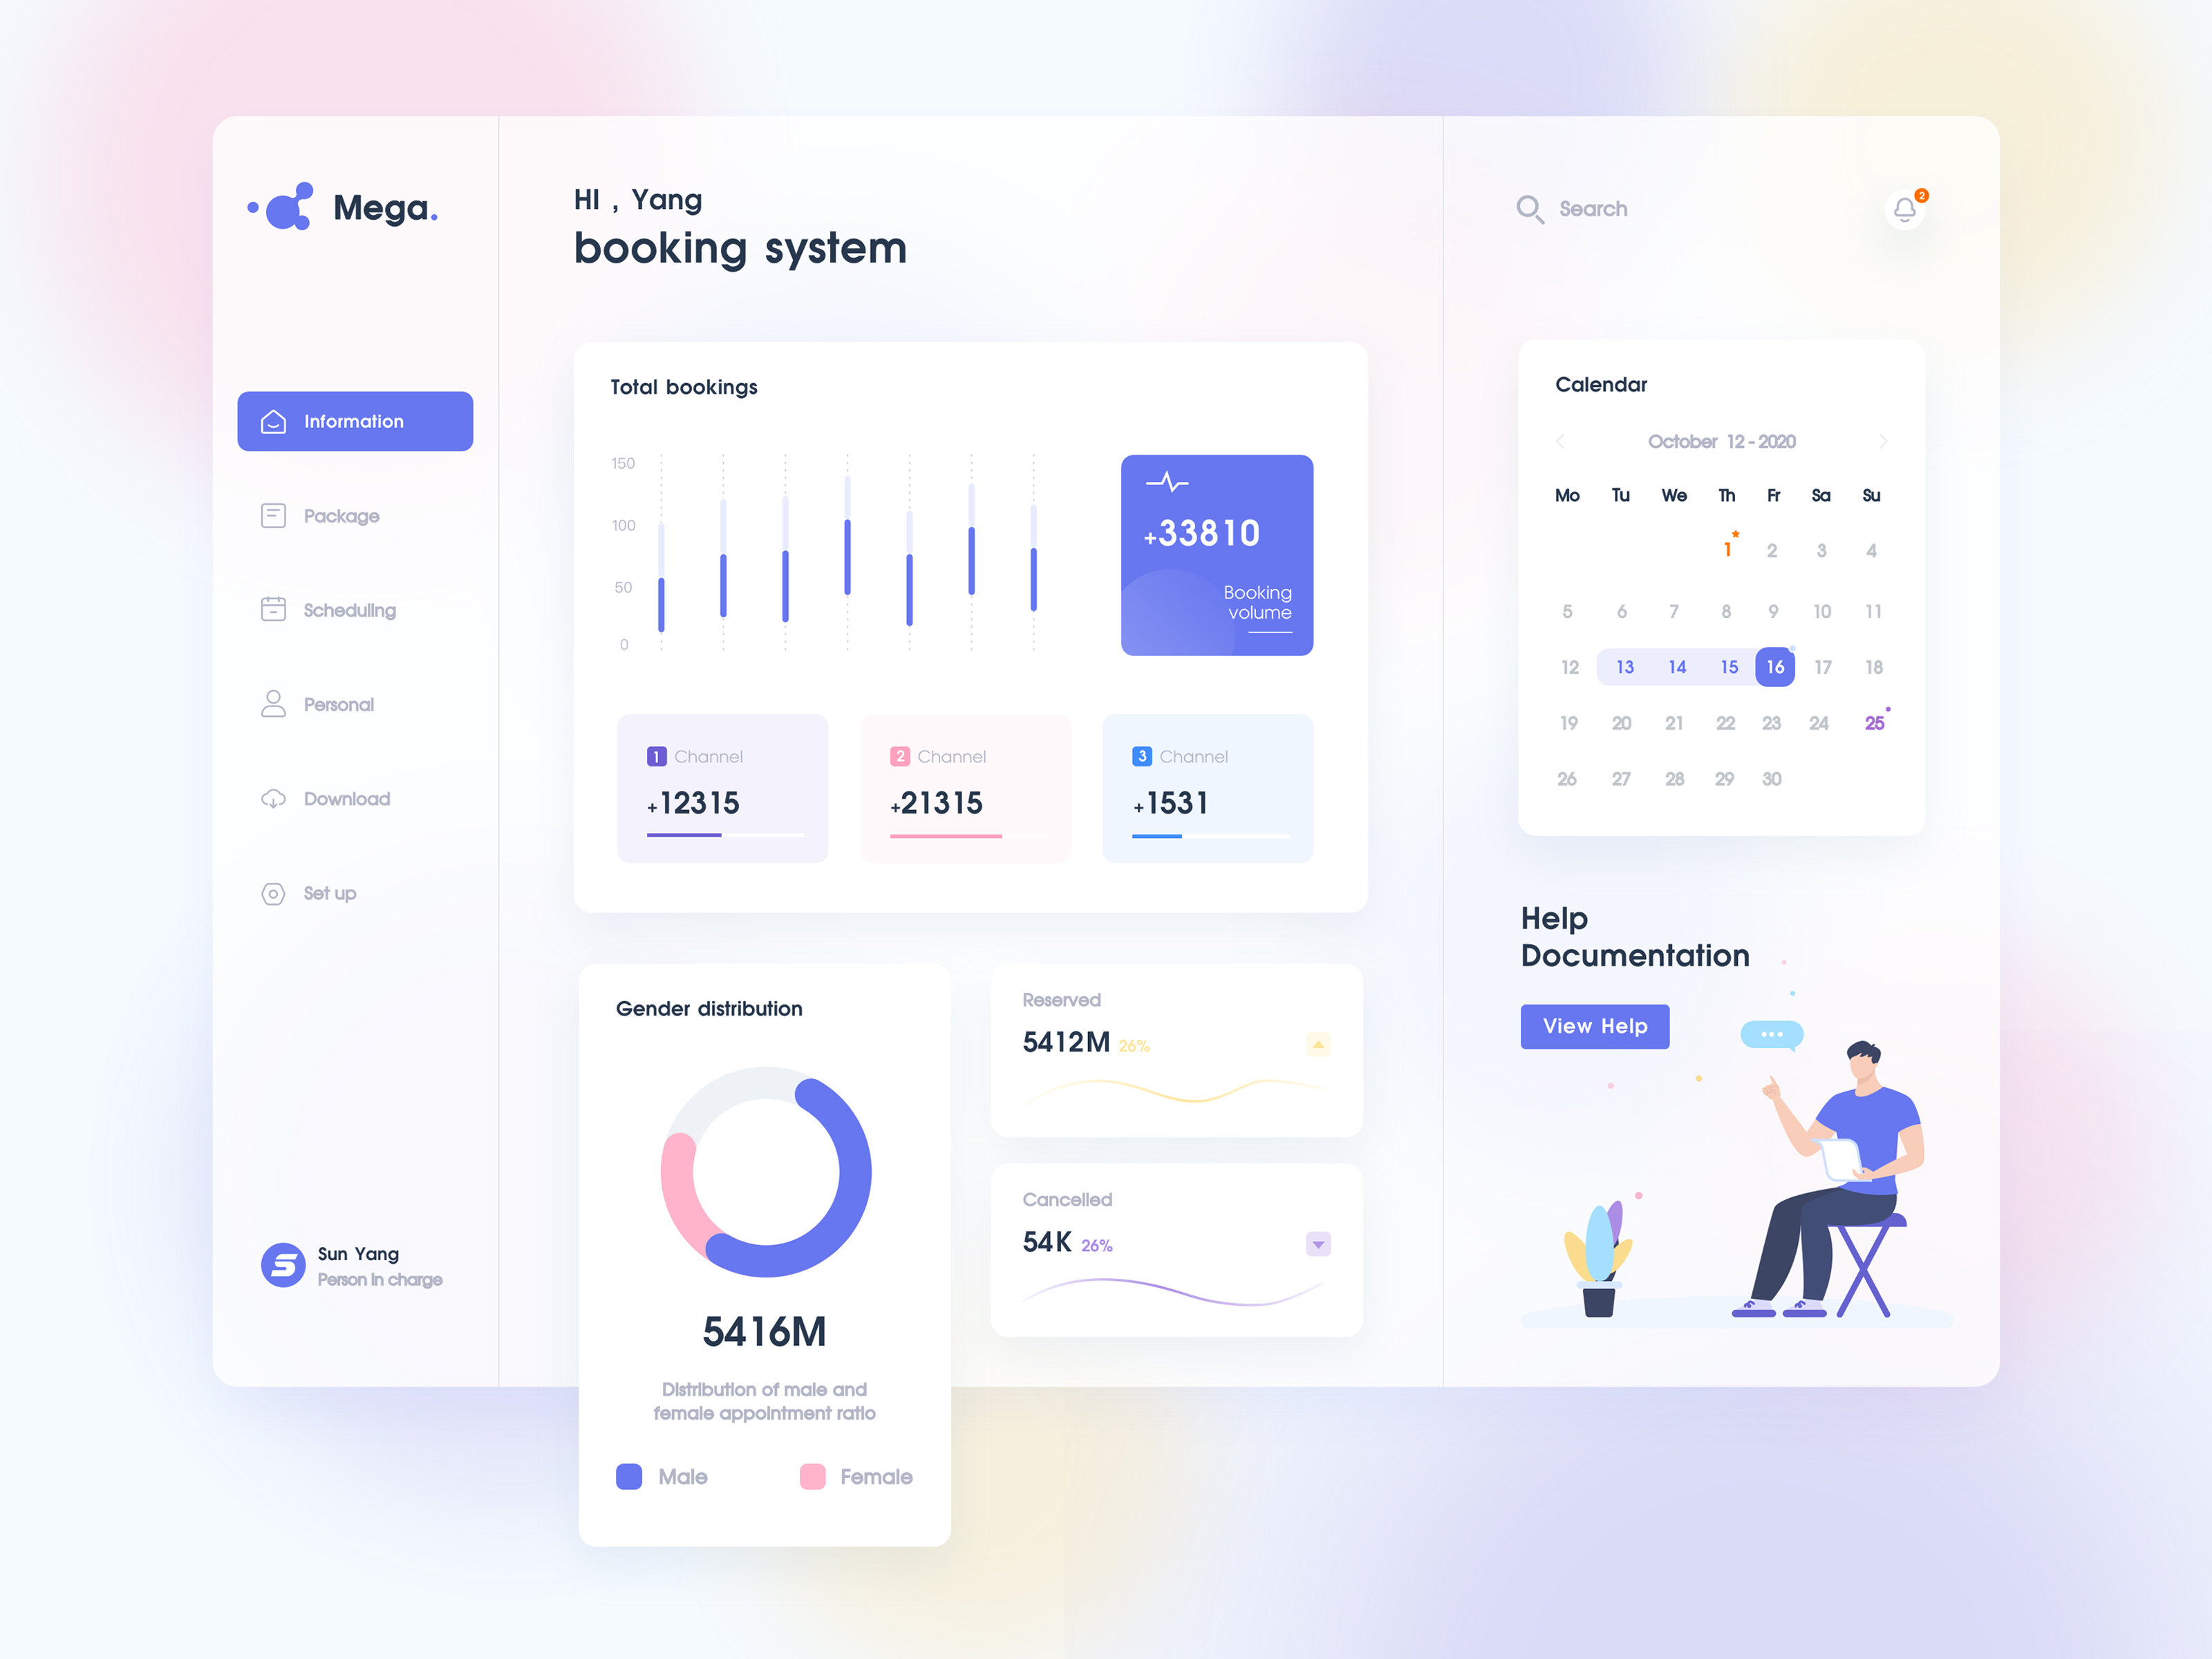 Mega.
Information
Package
Scheduling
Personal
Download
Set up
S
Sun Yang
Person in charge
HI , Yang
booking system
Total bookings
150
100
50
0
+33810
Booking
volume
1 Channel
+12315
2 Channel
+21315
3 Channel
+1531
Gender distribution
5416M
Distribution of male and
female appointment ratio
Male Female
Reserved
5412M 26%
Cancelled
54K 26%
Search
2
Calendar
October 12 - 2020
Mo Tu We Th Fr Sa Su
1 2 3 4
5 6 7 8 9 10 11
12 13 14 15 16 17 18
19 20 21 22 23 24 25
26 27 28 29 30
Help
Documentation
View Help